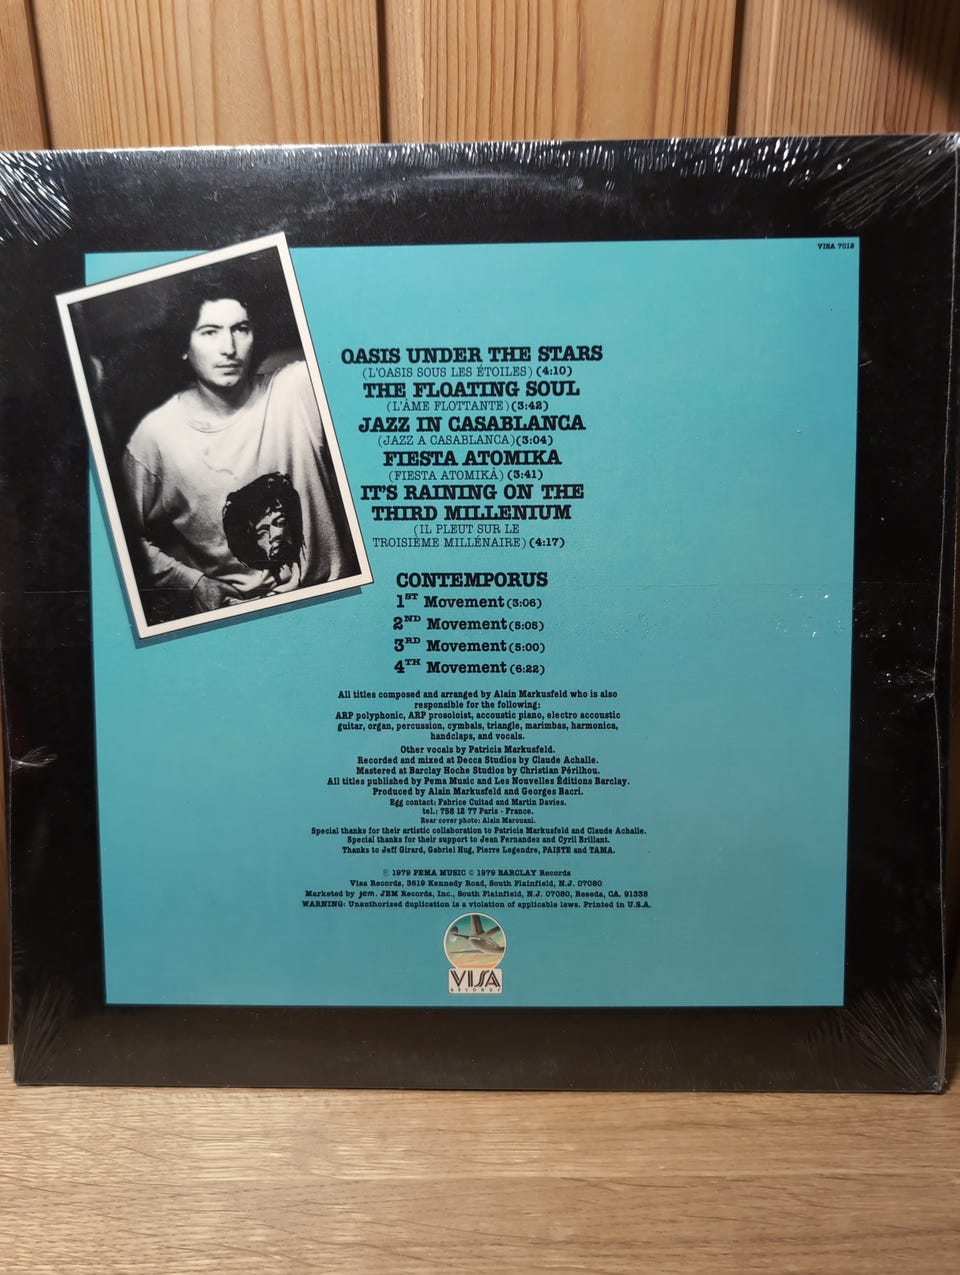 VISA 7012
OASIS UNDER THE STARS
(L'OASIS SOUS LES ÉTOILES) (4:10)
THE FLOATING SOUL
(L'ÂME FLOTTANTE) (3:42)
JAZZ IN CASABLANCA
(JAZZ A CASABLANCA) (3:04)
FIESTA ATOMIKA
(FIESTA ATOMIKÀ) (3:41)
IT'S RAINING ON THE
THIRD MILLENIUM
(IL PLEUT SUR LE
TROISIÈME MILLÉNAIRE) (4:17)
CONTEMPORUS
1ST Movement (3:06)
2ND Movement (5:05)
3RD Movement (5:00)
4TH Movement (6:22)
All titles composed and arranged by Alain Markusfeld who is also
responsible for the following:
ARP polyphonic, ARP prosoloist, accoustic piano, electro accoustic
guitar, organ, percussion, cymbals, triangle, marimbas, harmonica,
handclaps, and vocals.
Other vocals by Patricia Markusfeld.
Recorded and mixed at Decca Studios by Claude Achalle.
Mastered at Barclay Hoche Studios by Christian Périlhou.
All titles published by Pema Music and Les Nouvelles Éditions Barclay.
Produced by Alain Markusfeld and Georges Bacri.
Egg contact: Fabrice Cuitad and Martin Davies.
tel.: 758 12 77 Paris - France.
Rear cover photo: Alain Marouani.
Special thanks for their artistic collaboration to Patricia Markusfeld and Claude Achalle.
Special thanks for their support to Jean Fernandez and Cyril Brillant.
Thanks to Jeff Girard, Gabriel Hug, Pierre Legendre, PAISTE and TAMA.
℗ 1979 PEMA MUSIC © 1979 BARCLAY Records
Visa Records, 3619 Kennedy Road, South Plainfield, N.J. 07080
Marketed by jem. JEM Records, Inc., South Plainfield, N.J. 07080, Reseda, CA. 91335
WARNING: Unauthorized duplication is a violation of applicable laws. Printed in U.S.A.
VISA
RECORDS